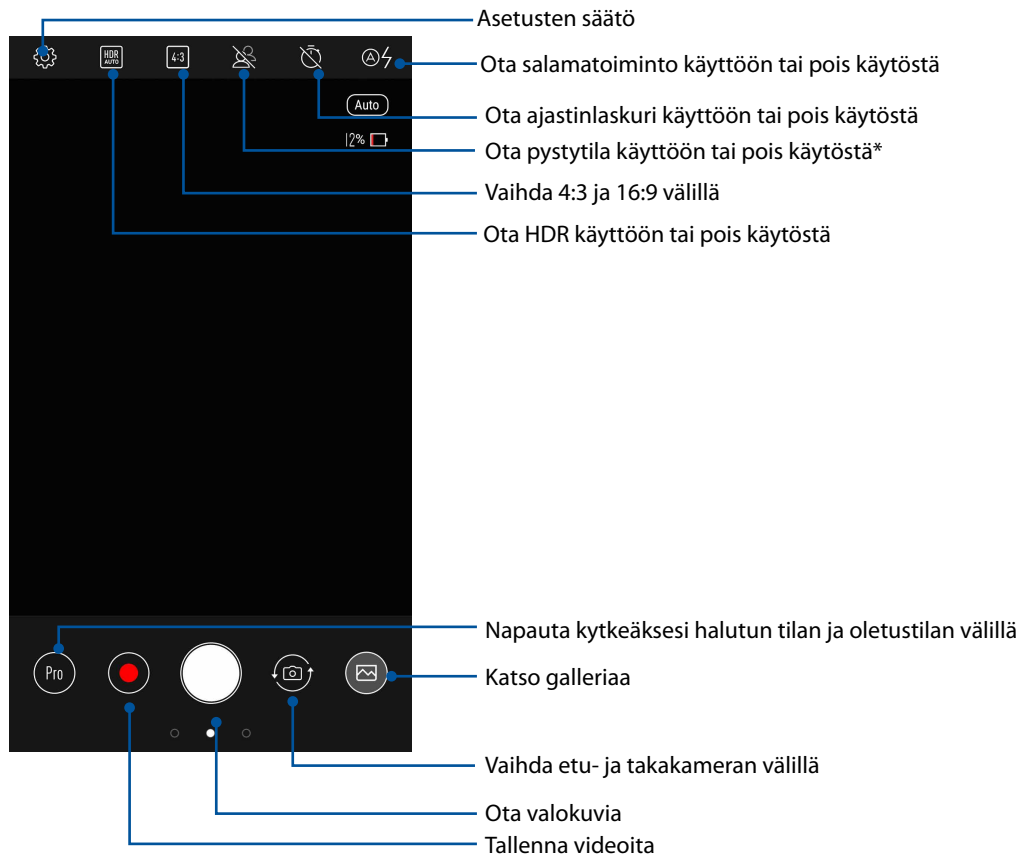 Asetusten säätö
HDR
AUTO
4:3
A
Ota salamatoiminto käyttöön tai pois käytöstä
Auto
Ota ajastinlaskuri käyttöön tai pois käytöstä
12%
Ota pystytila käyttöön tai pois käytöstä*
Vaihda 4:3 ja 16:9 välillä
Ota HDR käyttöön tai pois käytöstä
Napauta kytkeäksesi halutun tilan ja oletustilan välillä
Pro
Katso galleriaa
Vaihda etu- ja takakameran välillä
Ota valokuvia
Tallenna videoita